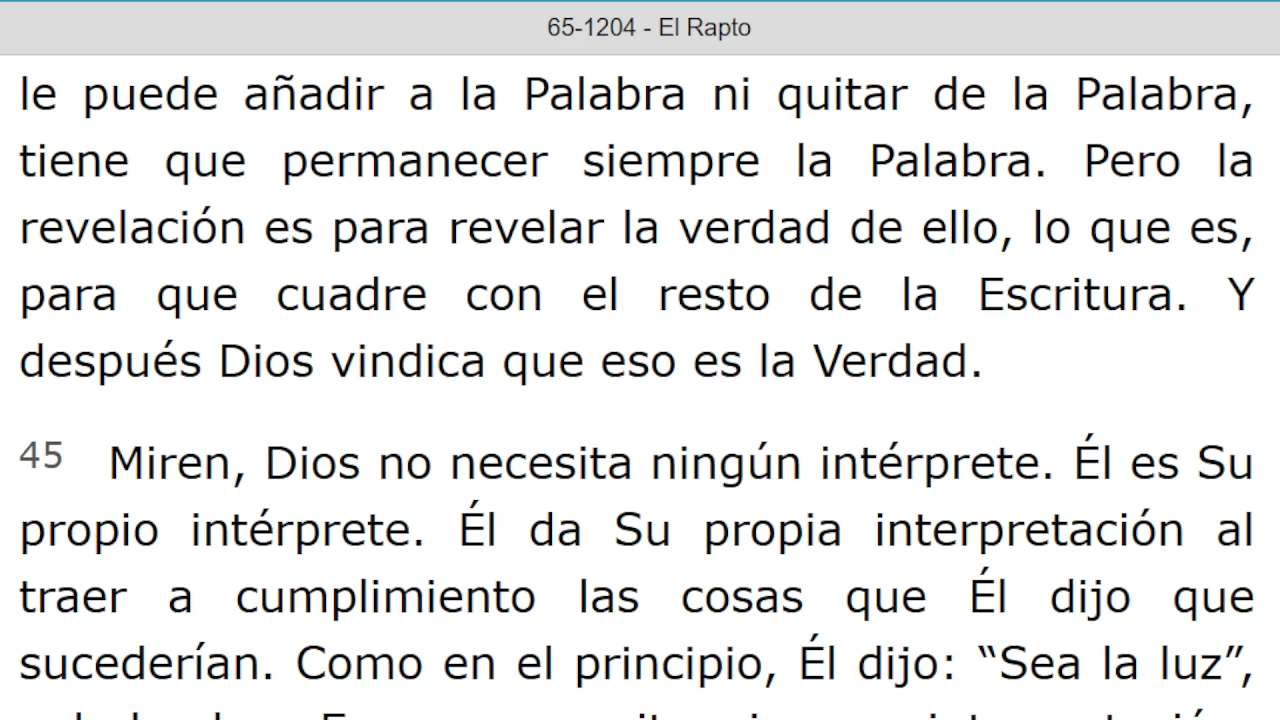 65-1204 - El Rapto
le puede añadir a la Palabra ni quitar de la Palabra,
tiene que permanecer siempre la Palabra. Pero la
revelación es para revelar la verdad de ello, lo que es,
para que cuadre con el resto de la Escritura. Y
después Dios vindica que eso es la Verdad.
45 Miren, Dios no necesita ningún intérprete. Él es Su
propio intérprete. Él da Su propia interpretación al
traer a cumplimiento las cosas que Él dijo que
sucederían. Como en el principio, Él dijo: “Sea la luz”,